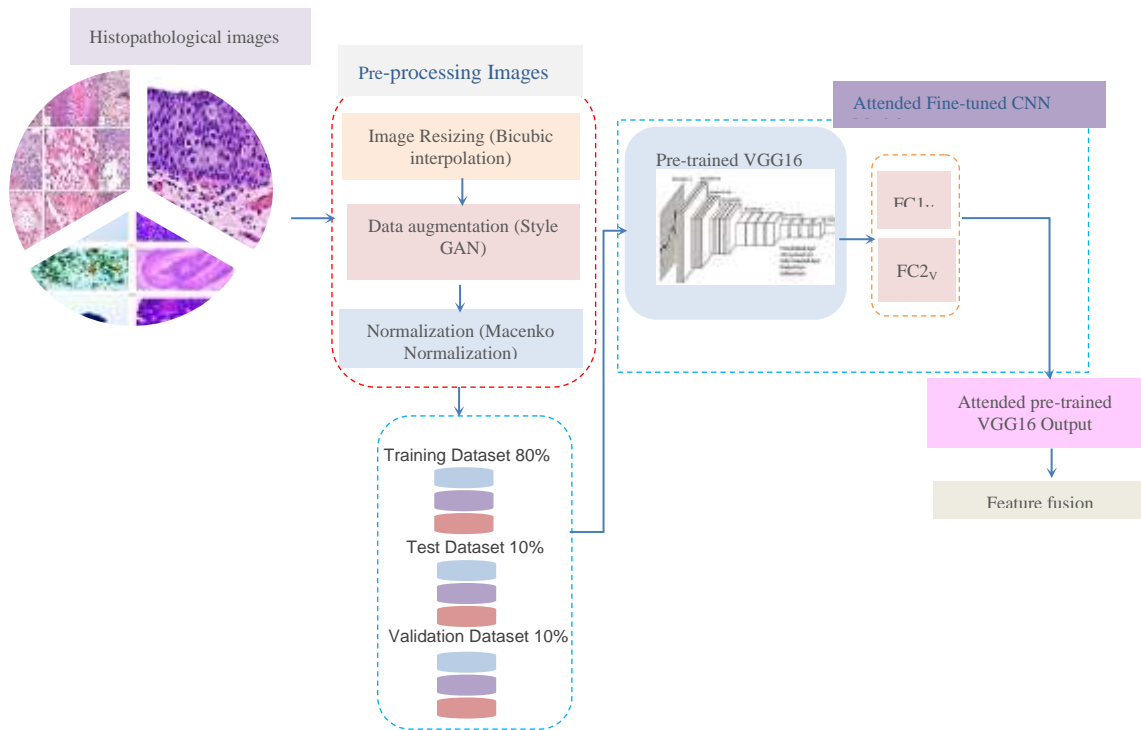 Histopathological images
Pre-processing Images
Image Resizing (Bicubic
interpolation)
Data augmentation (Style
GAN)
Normalization (Macenko
Normalization)
Training Dataset 80%
Test Dataset 10%
Validation Dataset 10%
Attended Fine-tuned CNN
Pre-trained VGG16
FC1
FC2V
Attended pre-trained
VGG16 Output
Feature fusion